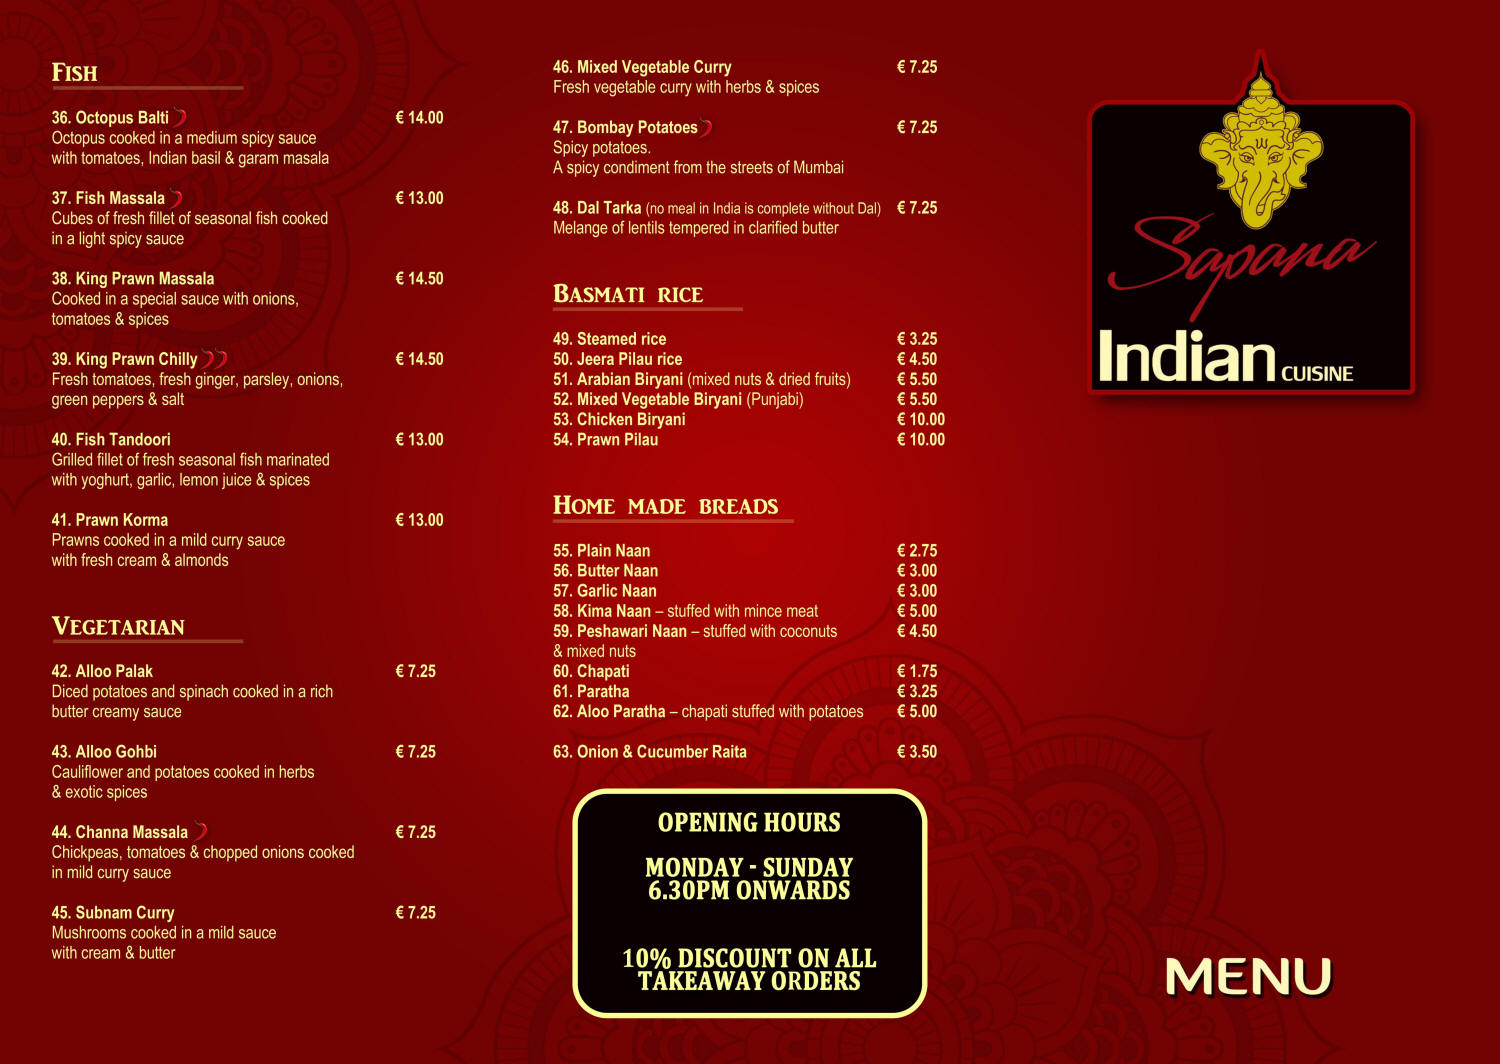 FISH
36. Octopus Balti € 14.00
Octopus cooked in a medium spicy sauce
with tomatoes, Indian basil & garam masala
37. Fish Massala € 13.00
Cubes of fresh fillet of seasonal fish cooked
in a light spicy sauce
38. King Prawn Massala € 14.50
Cooked in a special sauce with onions,
tomatoes & spices
39. King Prawn Chilly € 14.50
Fresh tomatoes, fresh ginger, parsley, onions,
green peppers & salt
40. Fish Tandoori € 13.00
Grilled fillet of fresh seasonal fish marinated
with yoghurt, garlic, lemon juice & spices
41. Prawn Korma € 13.00
Prawns cooked in a mild curry sauce
with fresh cream & almonds
VEGETARIAN
42. Alloo Palak € 7.25
Diced potatoes and spinach cooked in a rich
butter creamy sauce
43. Alloo Gohbi € 7.25
Cauliflower and potatoes cooked in herbs
& exotic spices
44. Channa Massala € 7.25
Chickpeas, tomatoes & chopped onions cooked
in mild curry sauce
45. Subnam Curry € 7.25
Mushrooms cooked in a mild sauce
with cream & butter
46. Mixed Vegetable Curry € 7.25
Fresh vegetable curry with herbs & spices
47. Bombay Potatoes € 7.25
Spicy potatoes.
A spicy condiment from the streets of Mumbai
48. Dal Tarka (no meal in India is complete without Dal) € 7.25
Melange of lentils tempered in clarified butter
BASMATI RICE
49. Steamed rice € 3.25
50. Jeera Pilau rice € 4.50
51. Arabian Biryani (mixed nuts & dried fruits) € 5.50
52. Mixed Vegetable Biryani (Punjabi) € 5.50
53. Chicken Biryani € 10.00
54. Prawn Pilau € 10.00
HOME MADE BREADS
55. Plain Naan € 2.75
56. Butter Naan € 3.00
57. Garlic Naan € 3.00
58. Kima Naan – stuffed with mince meat € 5.00
59. Peshawari Naan – stuffed with coconuts € 4.50
& mixed nuts
60. Chapati € 1.75
61. Paratha € 3.25
62. Aloo Paratha – chapati stuffed with potatoes € 5.00
63. Onion & Cucumber Raita € 3.50
OPENING HOURS
MONDAY - SUNDAY
6.30PM ONWARDS
10% DISCOUNT ON ALL
TAKEAWAY ORDERS
Sapana
Indian CUISINE
MENU